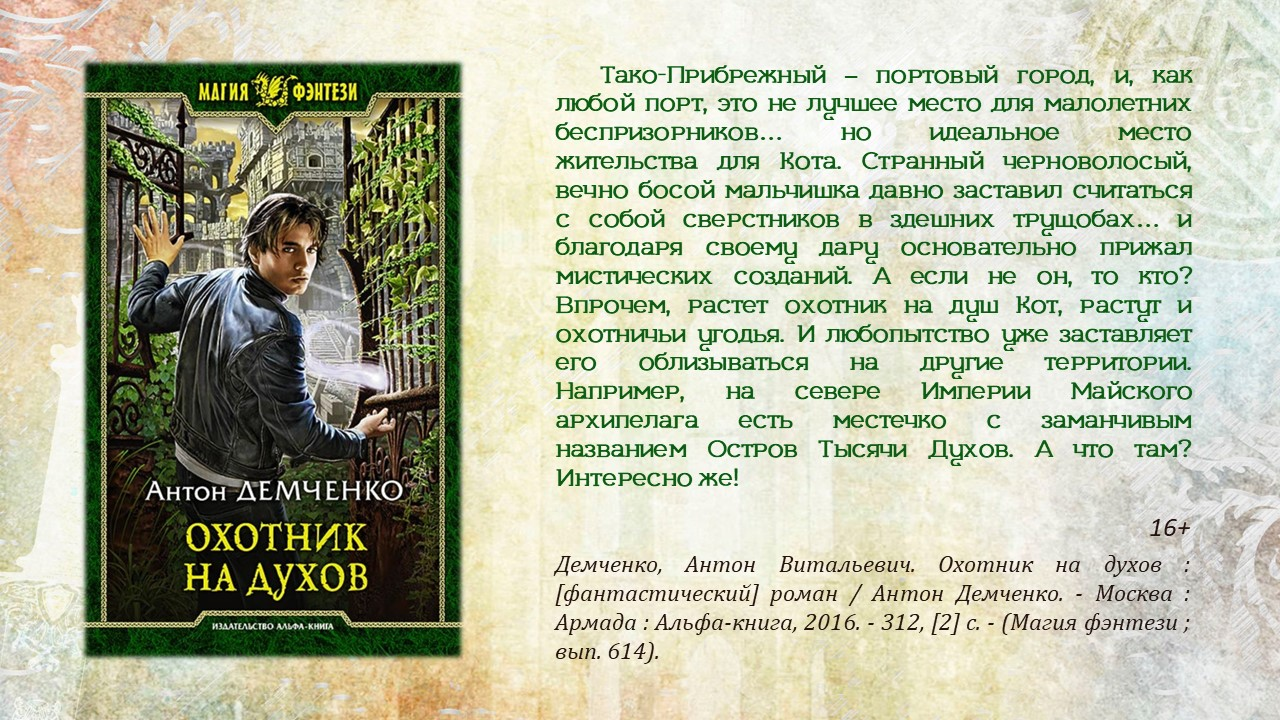 МАГИЯ ФЭНТЕЗИ
Антон ДЕМЧЕНКО
ОХОТНИК
НА ДУХОВ
ИЗДАТЕЛЬСТВО АЛЬФА-КНИГА
Тако-Прибрежный – портовый город, и, как
любой порт, это не лучшее место для малолетних
беспризорников... но идеальное место
жительства для Кота. Странный черноволосый,
вечно босой мальчишка давно заставил считаться
с собой сверстников в здешних трущобах... и
благодаря своему дару основательно прижал
мистических созданий. А если не он, то кто?
Впрочем, растет охотник на душ Кот, растут и
охотничьи угодья. И любопытство уже заставляет
его облизываться на другие территории.
Например, на севере Империи Майского
архипелага есть местечко с заманчивым
названием Остров Тысячи Духов. А что там?
Интересно же!
16+
Демченко, Антон Витальевич. Охотник на духов :
[фантастический] роман / Антон Демченко. - Москва :
Армада : Альфа-книга, 2016. - 312, [2] с. - (Магия фэнтези ;
вып. 614).